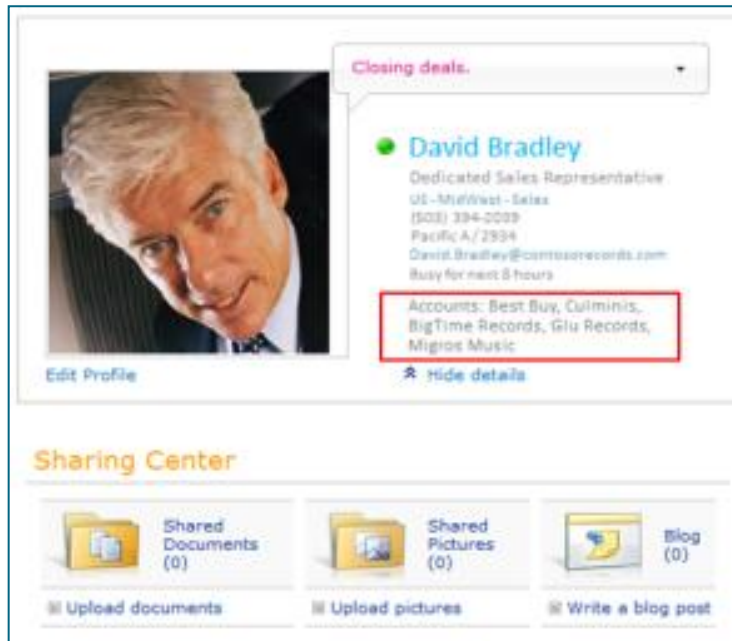 Closing deals.
David Bradley
Dedicated Sales Representative
US-MidWest-Sales
(503) 394-2039
Pacific A/2934
David.Bradley@contosorecords.com
Busy for next 8 hours
Accounts: Best Buy, Culminis,
BigTime Records, Glu Records,
Migros Music
Edit Profile
Hide details
Sharing Center
Shared
Documents
(0)
Shared
Pictures
(0)
Blog
(0)
Upload documents
Upload pictures
Write a blog post